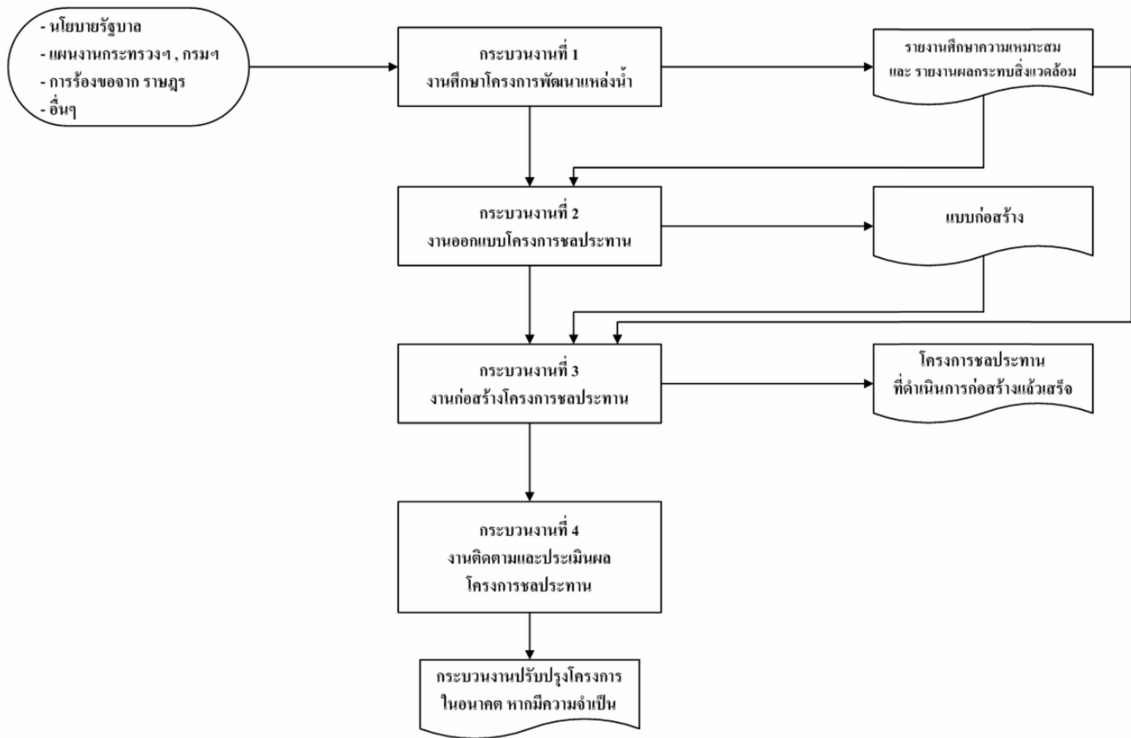 - นโยบายรัฐบาล
- แผนงานกระทรวงฯ , กรมฯ
- การร้องขอจาก ราษฎร
- อื่นๆ
กระบวนงานที่ 1
งานศึกษาโครงการพัฒนาแหล่งน้ำ
รายงานศึกษาความเหมาะสม
และ รายงานผลกระทบสิ่งแวดล้อม
กระบวนงานที่ 2
งานออกแบบโครงการชลประทาน
แบบก่อสร้าง
กระบวนงานที่ 3
งานก่อสร้างโครงการชลประทาน
โครงการชลประทาน
ที่ดำเนินการก่อสร้างแล้วเสร็จ
กระบวนงานที่ 4
งานติดตามและประเมินผล
โครงการชลประทาน
กระบวนงานปรับปรุงโครงการ
ในอนาคต หากมีความจำเป็น